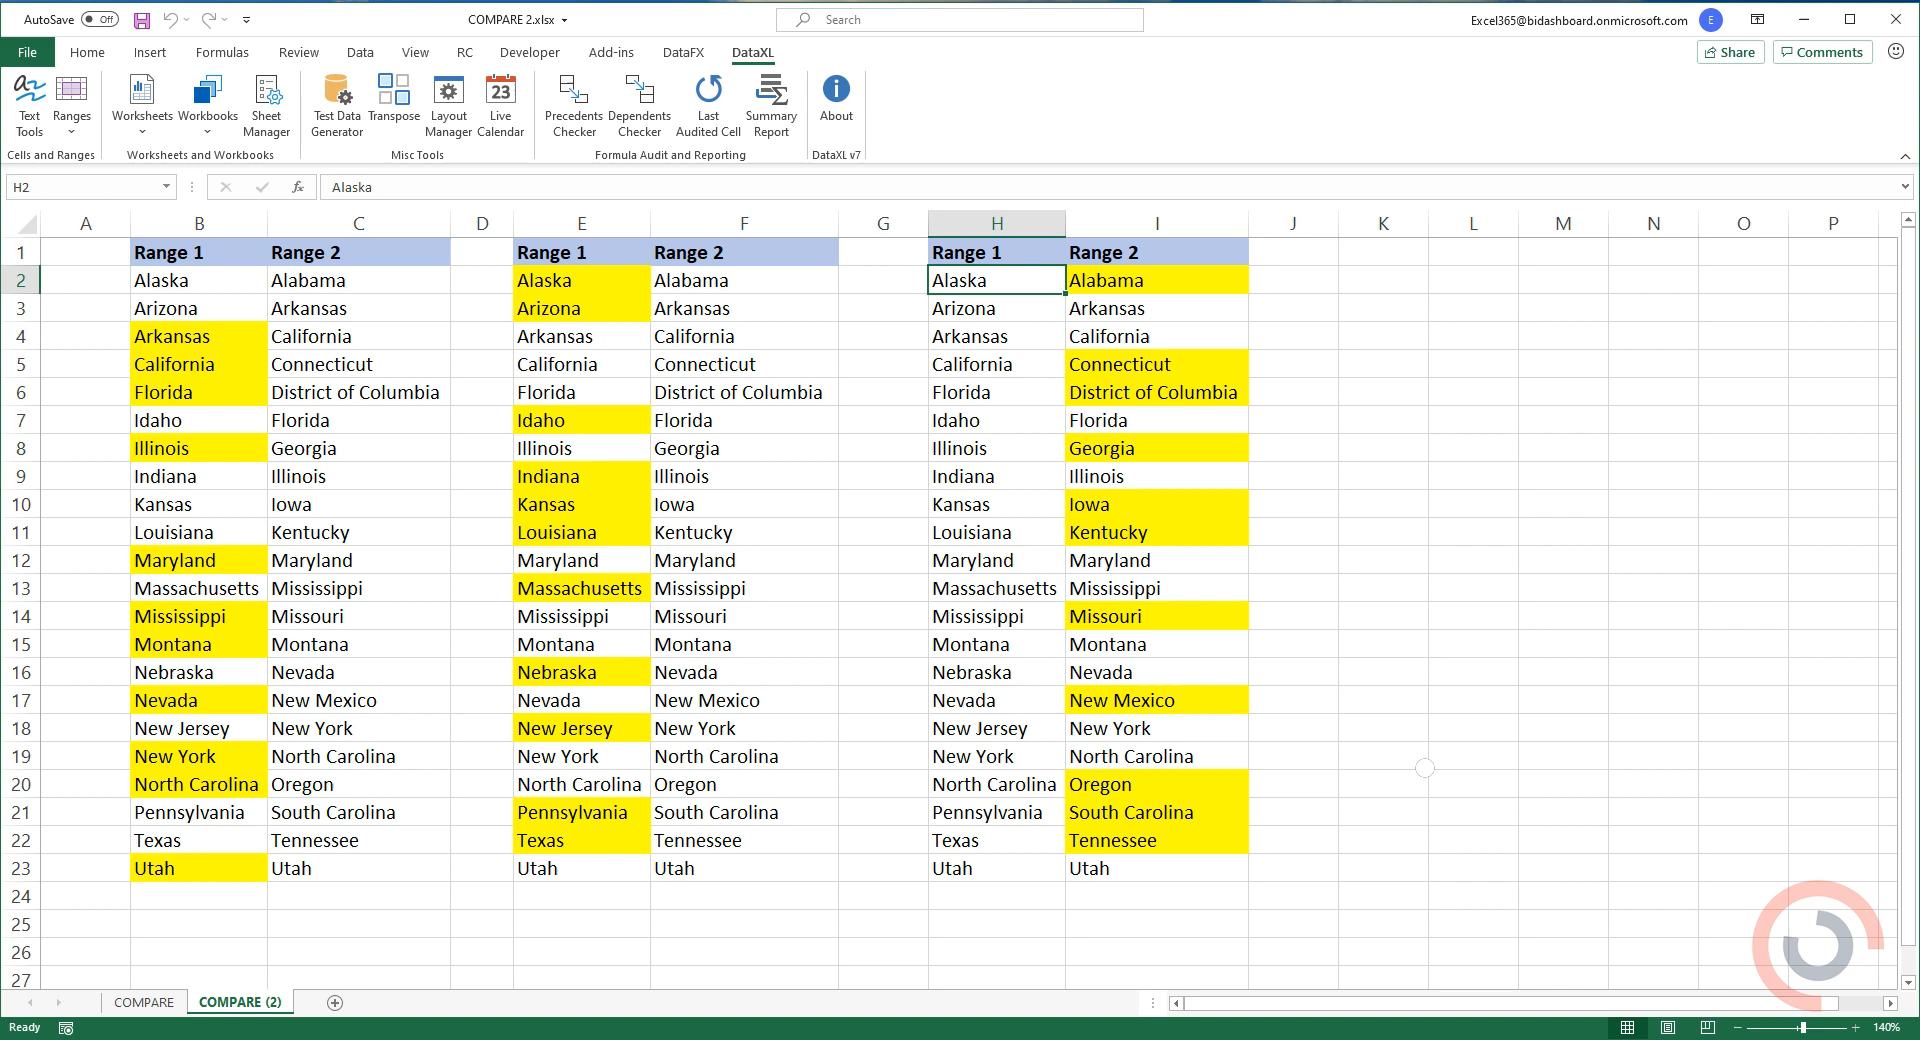 AutoSave Off COMPARE 2.xlsx Search Excel365@bidashboard.onmicrosoft.com E
File Home Insert Formulas Review Data View RC Developer Add-ins DataFX DataXL Share Comments
Text Tools Ranges Worksheets Workbooks Sheet Manager Test Data Generator Transpose Layout Manager 23 Live Calendar Precedents Checker Dependents Checker Last Audited Cell Summary Report About
Cells and Ranges Worksheets and Workbooks Misc Tools Formula Audit and Reporting DataXL v7
H2 fx Alaska
A B C D E F G H I J K L M N O P
1 Range 1 Range 2 Range 1 Range 2 Range 1 Range 2
2 Alaska Alabama Alaska Alabama Alaska Alabama
3 Arizona Arkansas Arizona Arkansas Arizona Arkansas
4 Arkansas California Arkansas California Arkansas California
5 California Connecticut California Connecticut California Connecticut
6 Florida District of Columbia Florida District of Columbia Florida District of Columbia
7 Idaho Florida Idaho Florida Idaho Florida
8 Illinois Georgia Illinois Georgia Illinois Georgia
9 Indiana Illinois Indiana Illinois Indiana Illinois
10 Kansas Iowa Kansas Iowa Kansas Iowa
11 Louisiana Kentucky Louisiana Kentucky Louisiana Kentucky
12 Maryland Maryland Maryland Maryland Maryland Maryland
13 Massachusetts Mississippi Massachusetts Mississippi Massachusetts Mississippi
14 Mississippi Missouri Mississippi Missouri Mississippi Missouri
15 Montana Montana Montana Montana Montana Montana
16 Nebraska Nevada Nebraska Nevada Nebraska Nevada
17 Nevada New Mexico Nevada New Mexico Nevada New Mexico
18 New Jersey New York New Jersey New York New Jersey New York
19 New York North Carolina New York North Carolina New York North Carolina
20 North Carolina Oregon North Carolina Oregon North Carolina Oregon
21 Pennsylvania South Carolina Pennsylvania South Carolina Pennsylvania South Carolina
22 Texas Tennessee Texas Tennessee Texas Tennessee
23 Utah Utah Utah Utah Utah Utah
24
25
26
27
COMPARE COMPARE (2)
Ready 140%